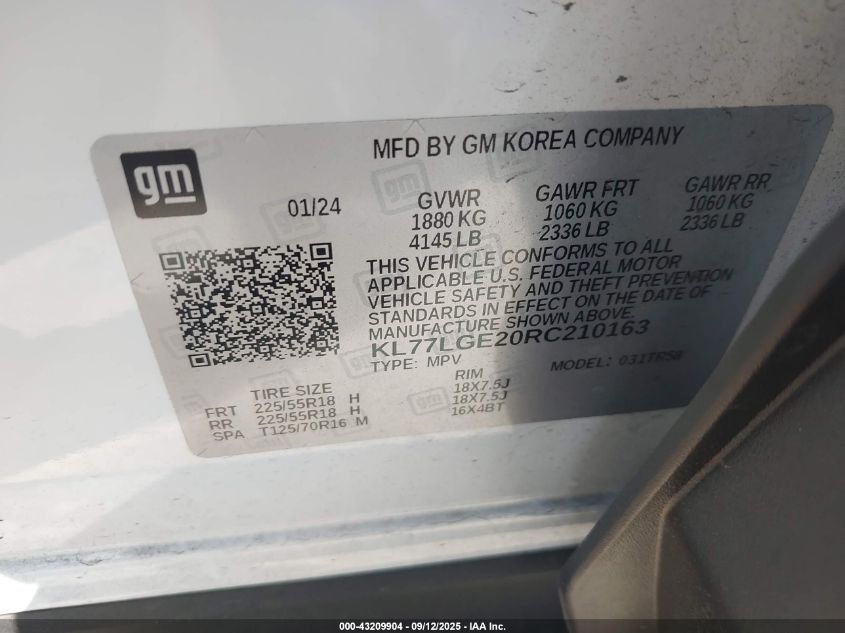 gm
MFD BY GM KOREA COMPANY
01/24
GVWR GAWR FRT GAWR RR
1880 KG 1060 KG 1060 KG
4145 LB 2336 LB 2336 LB
THIS VEHICLE CONFORMS TO ALL
APPLICABLE U.S. FEDERAL MOTOR
VEHICLE SAFETY AND THEFT PREVENTION
STANDARDS IN EFFECT ON THE DATE OF
MANUFACTURE SHOWN ABOVE.
KL77LGE20RC210163
TYPE: MPV MODEL: 031TR58
TIRE SIZE RIM
FRT 225/55R18 H 18X7.5J
RR 225/55R18 H 18X7.5J
SPA T125/70R16 M 16X4BT
000-43209904 - 09/12/2025 - IAA Inc.